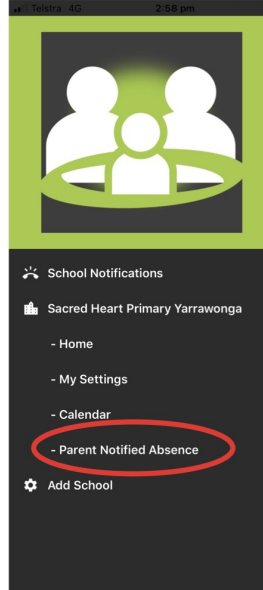 Telstra 4G 2:58 pm
School Notifications
Sacred Heart Primary Yarrawonga
- Home
- My Settings
- Calendar
- Parent Notified Absence
Add School